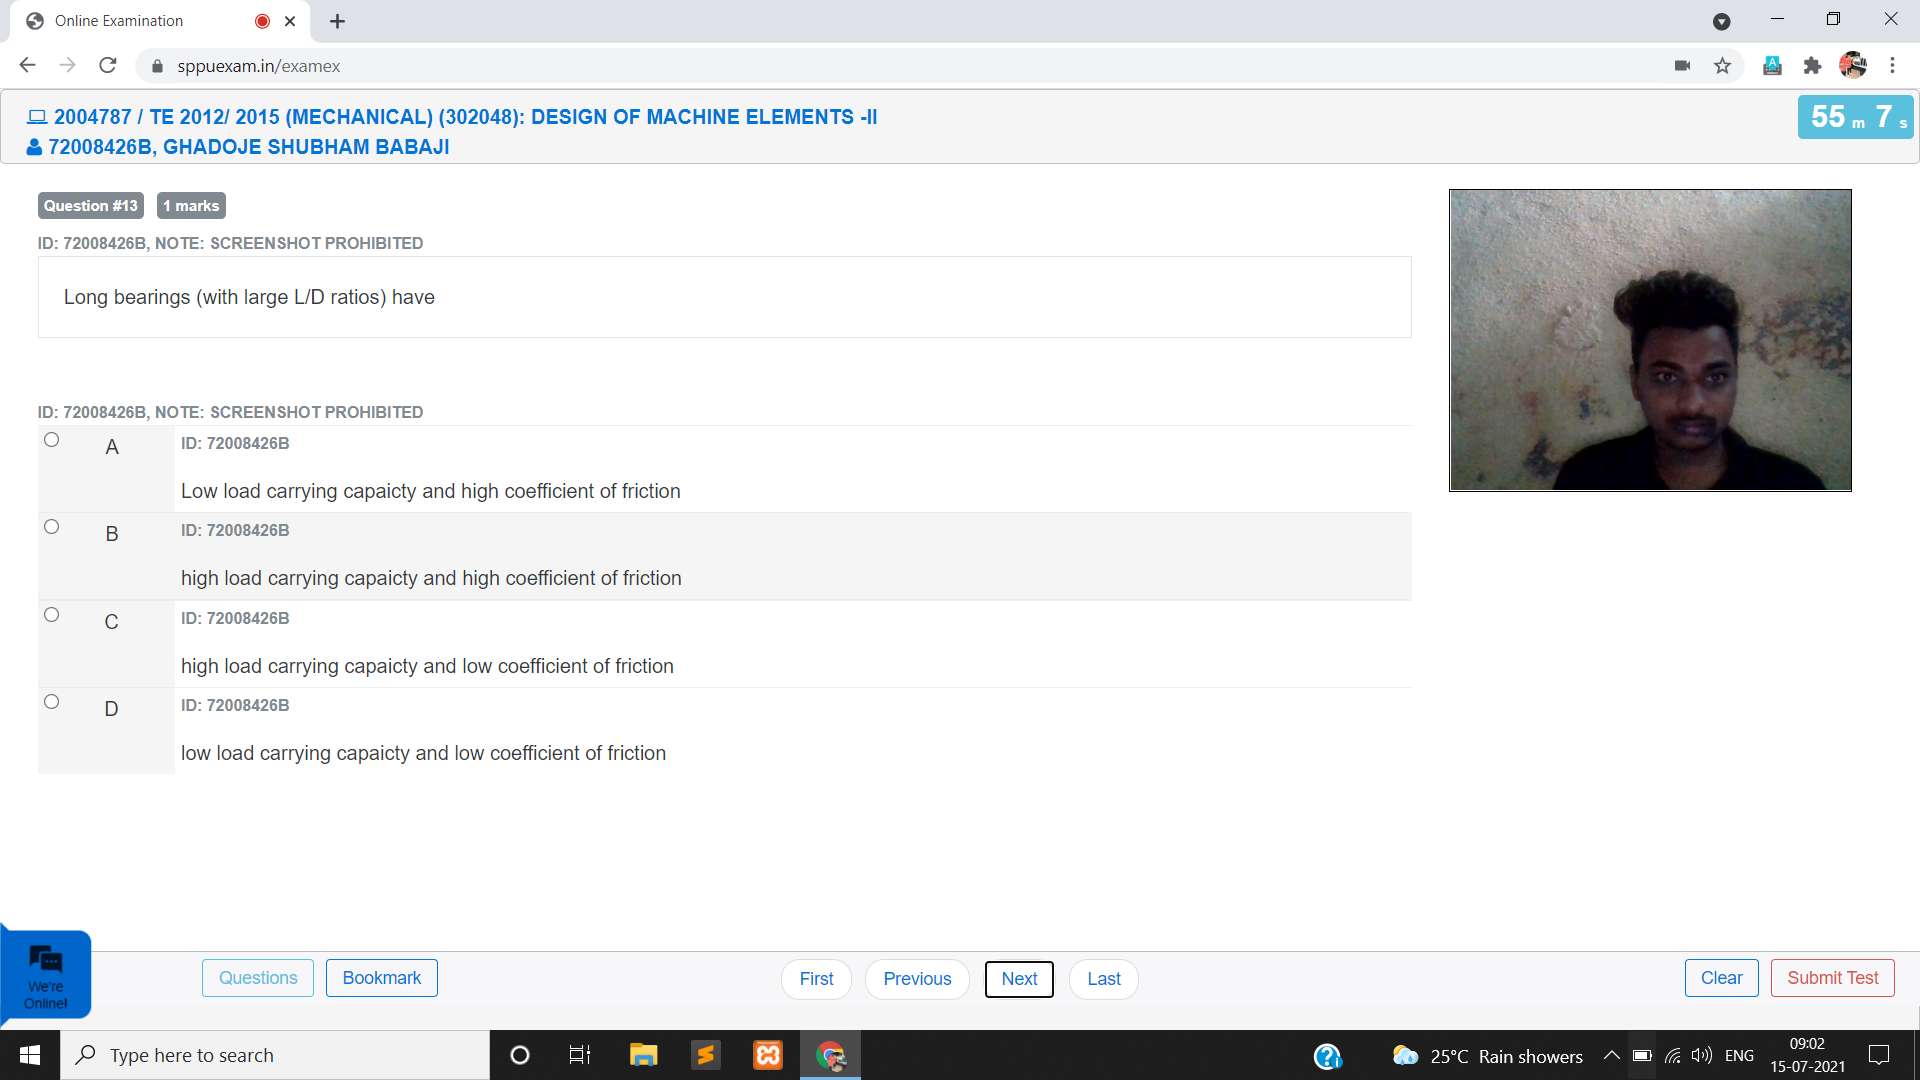 Online Examination
sppuexam.in/examex
2004787 / TE 2012/ 2015 (MECHANICAL) (302048): DESIGN OF MACHINE ELEMENTS -II
55 m 7 s
72008426B, GHADOJE SHUBHAM BABAJI
Question #13 1 marks
ID: 72008426B, NOTE: SCREENSHOT PROHIBITED
Long bearings (with large L/D ratios) have
ID: 72008426B, NOTE: SCREENSHOT PROHIBITED
A
ID: 72008426B
Low load carrying capaicty and high coefficient of friction
B
ID: 72008426B
high load carrying capaicty and high coefficient of friction
C
ID: 72008426B
high load carrying capaicty and low coefficient of friction
D
ID: 72008426B
low load carrying capaicty and low coefficient of friction
We're
Online!
Questions Bookmark First Previous Next Last Clear Submit Test
Type here to search
25°C Rain showers
ENG
09:02
15-07-2021